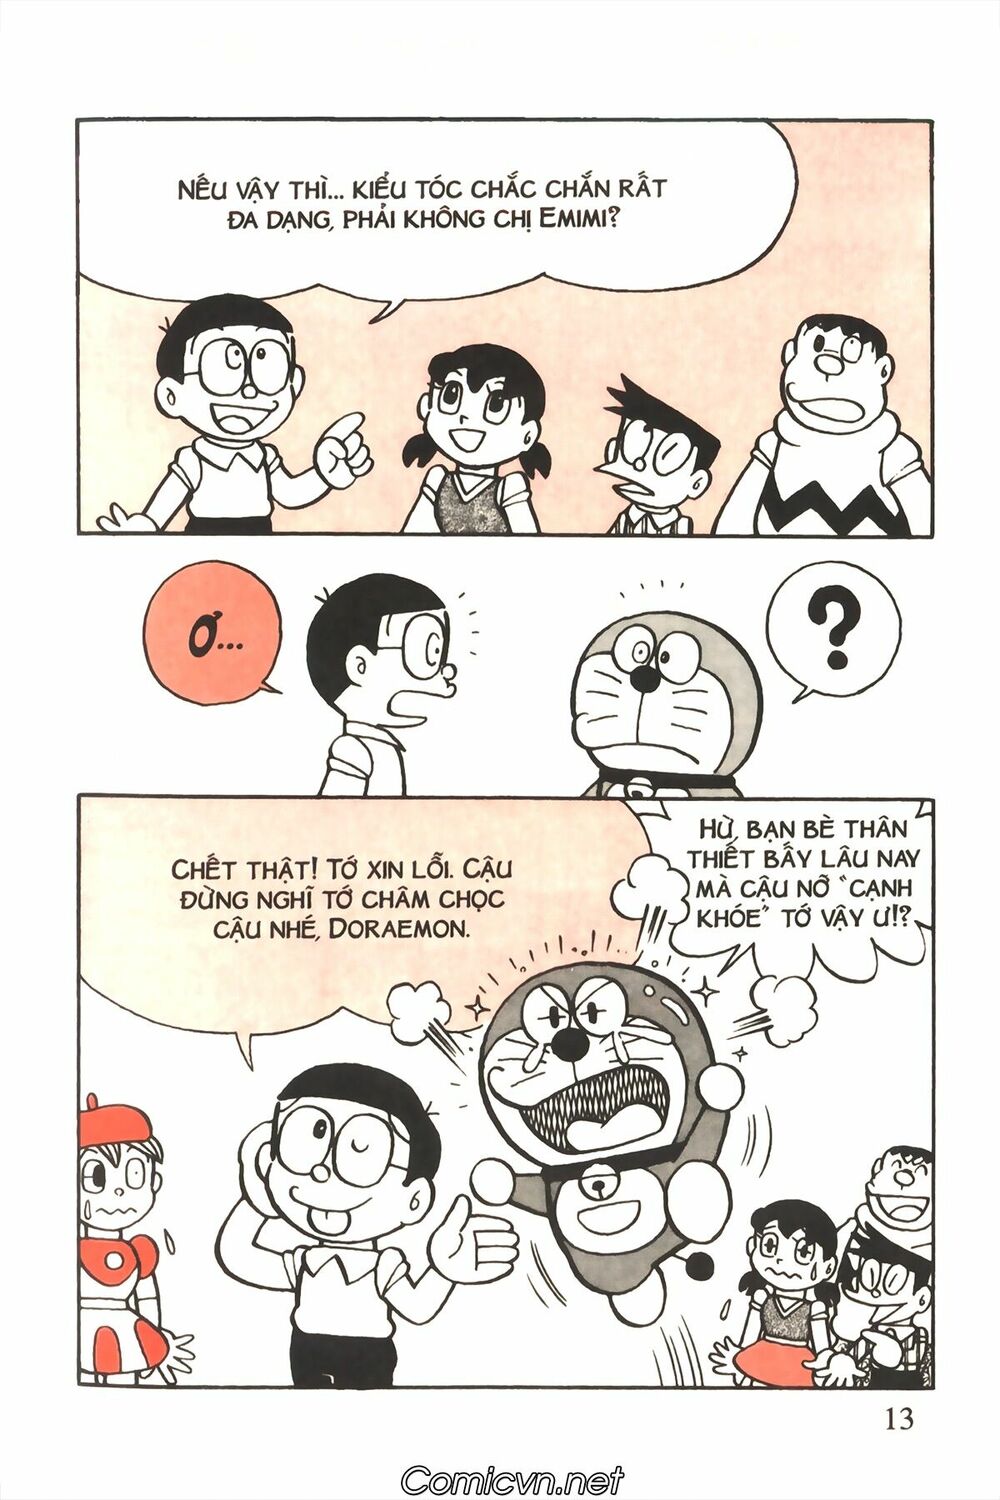 NẾU VẬY THÌ... KIỂU TÓC CHẮC CHẮN RẤT
ĐA DẠNG, PHẢI KHÔNG CHỊ EMIMI?
Ơ...
?
CHẾT THẬT! TỚ XIN LỖI. CẬU
ĐỪNG NGHĨ TỚ CHÂM CHỌC
CẬU NHÉ, DORAEMON.
HỪ, BẠN BÈ THÂN
THIẾT BẤY LÂU NAY
MÀ CẬU NỠ "CẠNH
KHÓE" TỚ VẬY Ư!?
13
Comicvn.net